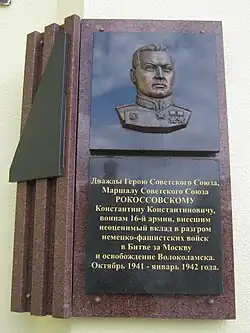 Дважды Герою Советского Союза,
Маршалу Советского Союза
РОКОССОВСКОМУ
Константину Константиновичу,
воинам 16-й армии, внесшим
неоценимый вклад в разгром
немецко-фашистских войск
в Битве за Москву
и освобождение Волоколамска.
Октябрь 1941 - январь 1942 года.